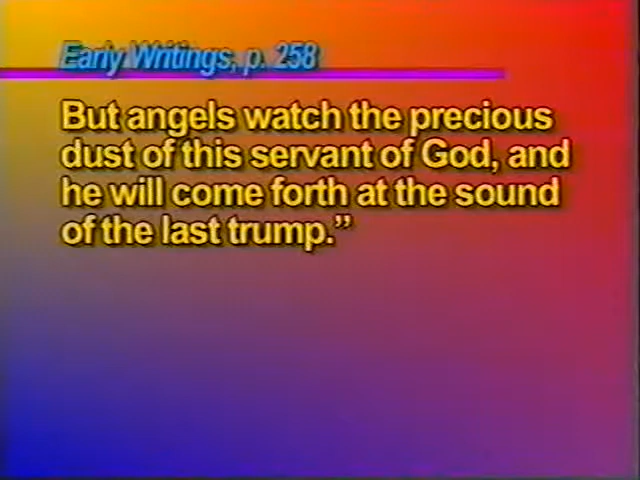 Early Writings, p. 258
But angels watch the precious
dust of this servant of God, and
he will come forth at the sound
of the last trump.”